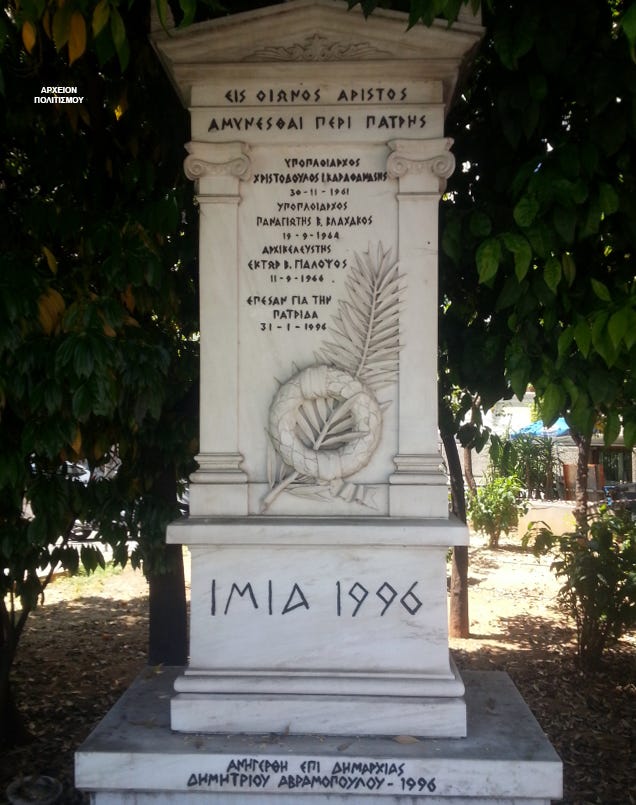 ΑΡΧΕΙΟΝ
ΠΟΛΙΤΙΣΜΟΥ
ΕΙΣ ΟΙΩΝΟΣ ΑΡΙΣΤΟΣ
ΑΜΥΝΕΣΘΑΙ ΠΕΡΙ ΠΑΤΡΗΣ
ΥΠΟΠΛΟΙΑΡΧΟΣ
ΧΡΙΣΤΟΔΟΥΛΟΣ Ι. ΚΑΡΑΘΑΝΑΣΗΣ
30-11-1961
ΥΠΟΠΛΟΙΑΡΧΟΣ
ΠΑΝΑΓΙΩΤΗΣ Β. ΒΛΑΧΑΚΟΣ
19-9-1964
ΑΡΧΙΚΕΛΕΥΣΤΗΣ
ΕΚΤΩΡ Β. ΓΙΑΛΟΨΟΣ
11-9-1966
ΕΠΕΣΑΝ ΓΙΑ ΤΗΝ
ΠΑΤΡΙΔΑ
31-1-1996
ΙΜΙΑ 1996
ΑΝΗΓΕΡΘΗ ΕΠΙ ΔΗΜΑΡΧΙΑΣ
ΔΗΜΗΤΡΙΟΥ ΑΒΡΑΜΟΠΟΥΛΟΥ - 1996